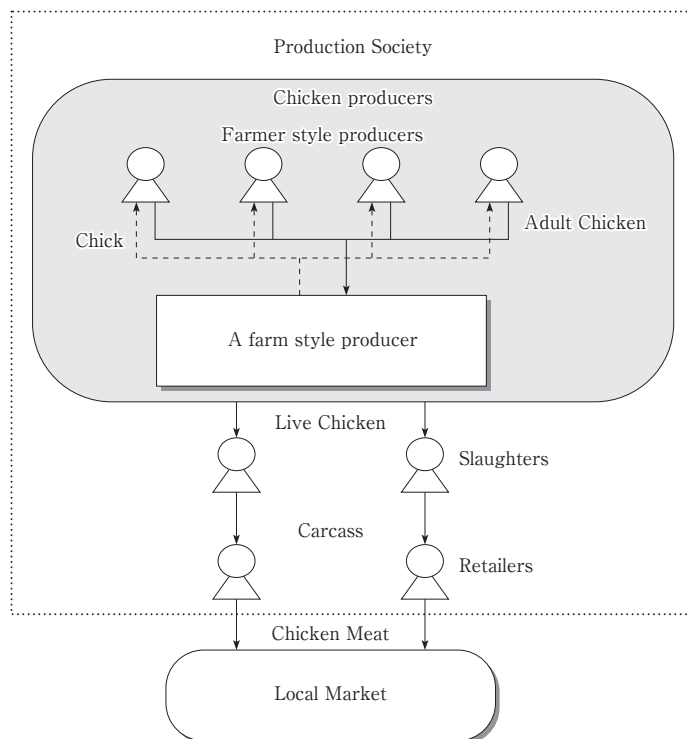 Production Society
Chicken producers
Farmer style producers
Chick
Adult Chicken
A farm style producer
Live Chicken
Slaughters
Carcass
Retailers
Chicken Meat
Local Market